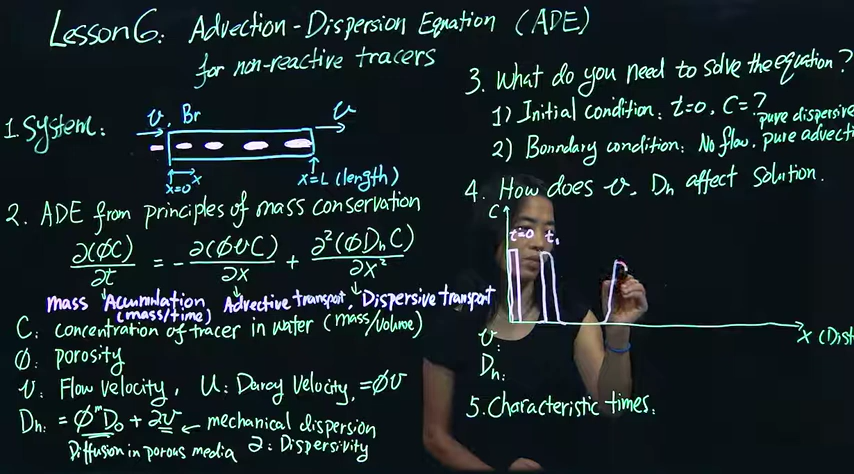 Lesson 6: Advection-Dispersion Equation (ADE)
for non-reactive tracers
1. System:
v, Br
v
x=0
x
x=L (length)
2. ADE from principles of mass conservation
∂(ØC)/∂t = - ∂(ØvC)/∂x + ∂²(ØDhC)/∂x²
mass Accumulation, Advective transport, Dispersive transport
(mass/time)
C: concentration of tracer in water (mass/volume)
Ø: porosity
v: Flow velocity, U: Darcy Velocity, =Øv
Dh: = ØᵐD₀ + ∂v ← mechanical dispersion
Diffusion in porous media ∂: Dispersivity
3. What do you need to solve the equation?
1) Initial condition: t=0, C=?
pure dispersive
2) Boundary condition: No flow, pure advecti
4. How does v, Dh affect solution.
C
t=0
t₁
x (Dist
v:
Dh:
5. Characteristic times: